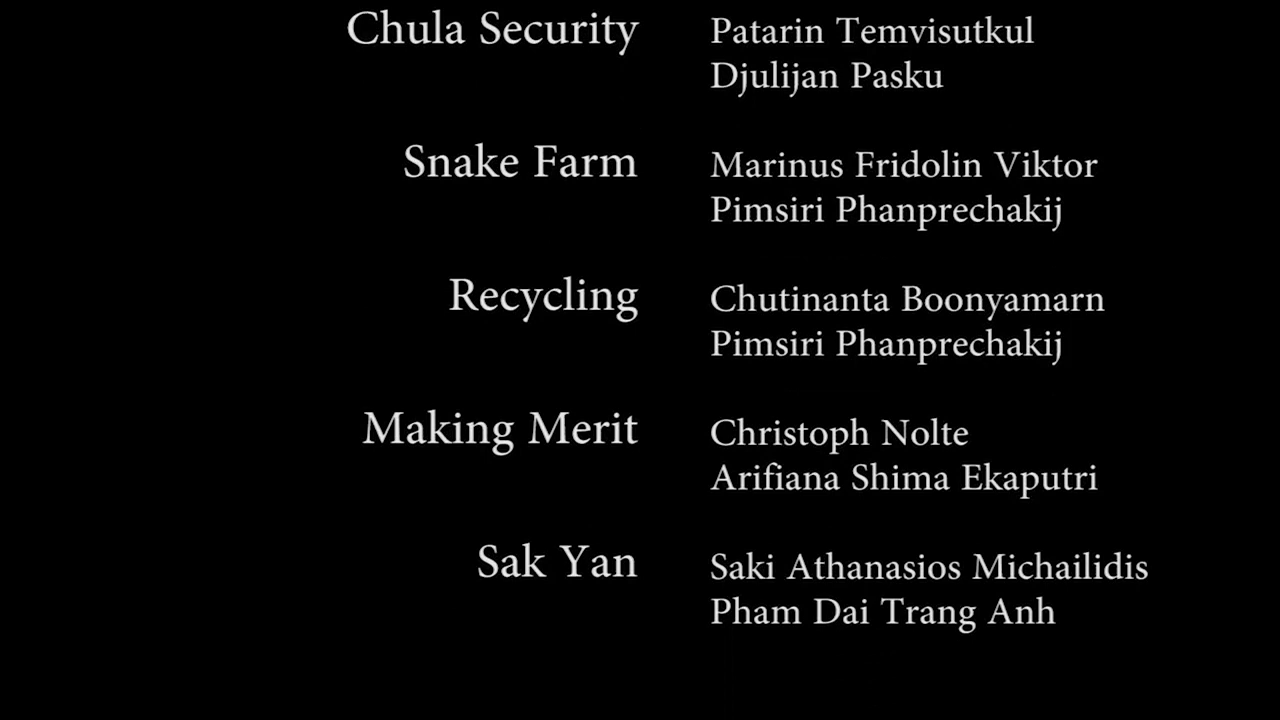 Chula Security Patarin Temvisutkul
Djulijan Pasku
Snake Farm Marinus Fridolin Viktor
Pimsiri Phanprechakij
Recycling Chutinanta Boonyamarn
Pimsiri Phanprechakij
Making Merit Christoph Nolte
Arifiana Shima Ekaputri
Sak Yan Saki Athanasios Michailidis
Pham Dai Trang Anh